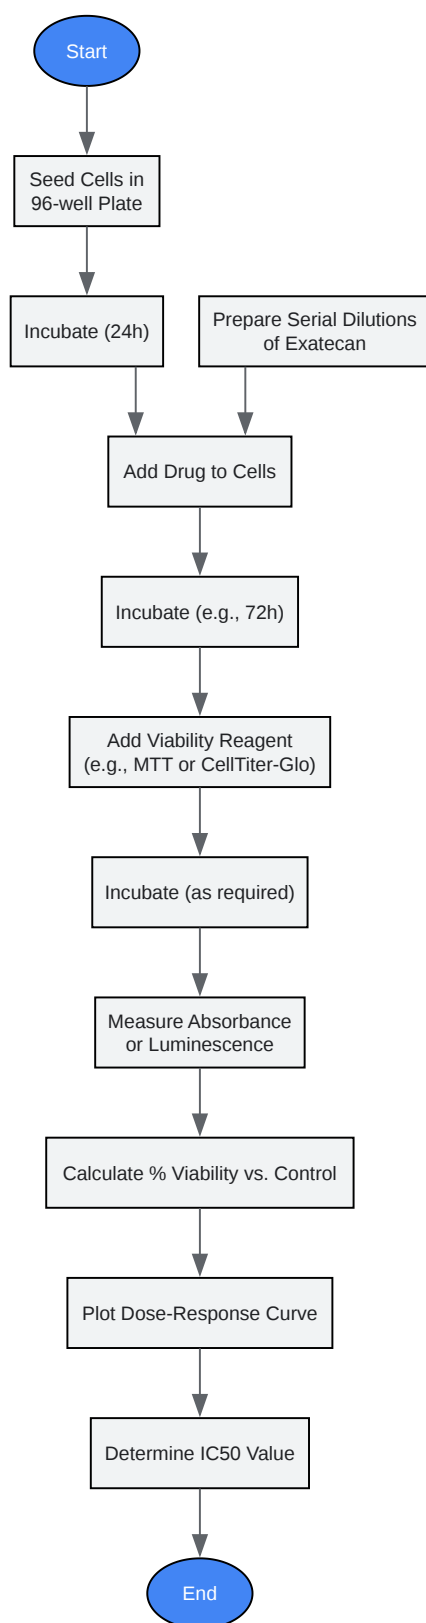 Start
Seed Cells in
96-well Plate
Incubate (24h)
Prepare Serial Dilutions
of Exatecan
Add Drug to Cells
Incubate (e.g., 72h)
Add Viability Reagent
(e.g., MTT or CellTiter-Glo)
Incubate (as required)
Measure Absorbance
or Luminescence
Calculate % Viability vs. Control
Plot Dose-Response Curve
Determine IC50 Value
End